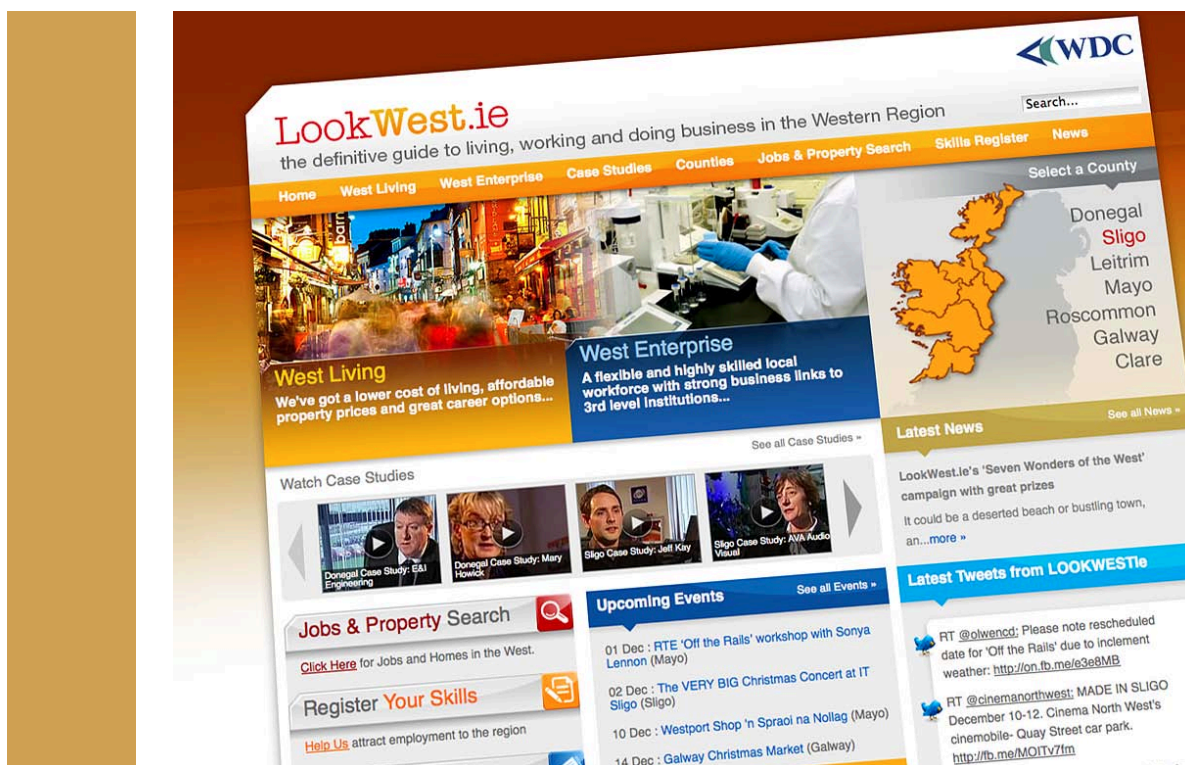 WDC
LookWest.ie
the definitive guide to living, working and doing business in the Western Region
Search...
Home West Living West Enterprise Case Studies Counties Jobs & Property Search Skills Register News
Select a County
Donegal
Sligo
Leitrim
Mayo
Roscommon
Galway
Clare
West Living
We've got a lower cost of living, affordable
property prices and great career options...
West Enterprise
A flexible and highly skilled local
workforce with strong business links to
3rd level institutions...
Watch Case Studies
See all Case Studies »
Donegal Case Study: E&I
Engineering
Donegal Case Study: Mary
Howick
Sligo Case Study: Jeff Kay
Sligo Case Study: AVA Audio
Visual
Latest News
See all News »
LookWest.ie's 'Seven Wonders of the West'
campaign with great prizes
It could be a deserted beach or bustling town,
an...more »
Jobs & Property Search
Click Here for Jobs and Homes in the West.
Register Your Skills
Help Us attract employment to the region
Upcoming Events
See all Events »
01 Dec : RTE 'Off the Rails' workshop with Sonya
Lennon (Mayo)
02 Dec : The VERY BIG Christmas Concert at IT
Sligo (Sligo)
10 Dec : Westport Shop 'n Spraoi na Nollag (Mayo)
14 Dec : Galway Christmas Market (Galway)
Latest Tweets from LOOKWESTie
RT @olwencd: Please note rescheduled
date for 'Off the Rails' due to inclement
weather: http://on.fb.me/e3e8MB
RT @cinemanorthwest: MADE IN SLIGO
December 10-12. Cinema North West's
cinemobile- Quay Street car park.
http://fb.me/MOITv7fm